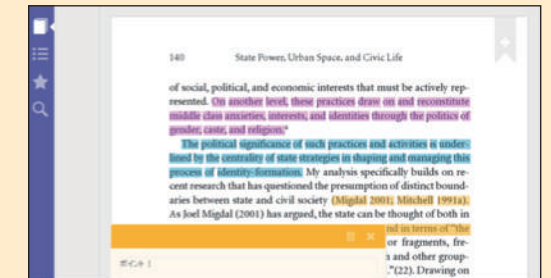 140 State Power, Urban Space, and Civic Life
of social, political, and economic interests that must be actively rep-
resented. On another level, these practices draw on and reconstitute
middle class anxieties, interests, and identities through the politics of
gender, caste, and religion.⁶
The political significance of such practices and activities is under-
lined by the centrality of state strategies in shaping and managing this
process of identity-formation. My analysis specifically builds on re-
cent research that has questioned the presumption of distinct bound-
aries between state and civil society (Migdal 2001; Mitchell 1991a).
As Joel Migdal (2001) has argued, the state can be thought of both in
nd in terms of "the
or fragments, fre-
s and other group-
."(22). Drawing on
ポイント 1